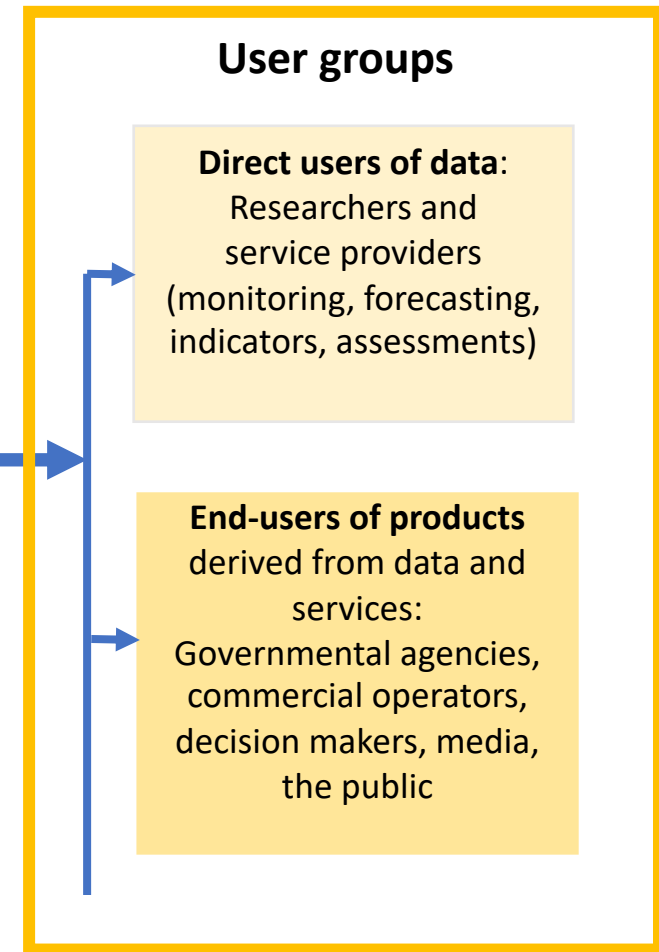 User groups
Direct users of data:
Researchers and
service providers
(monitoring, forecasting,
indicators, assessments)
End-users of products
derived from data and
services:
Governmental agencies,
commercial operators,
decision makers, media,
the public